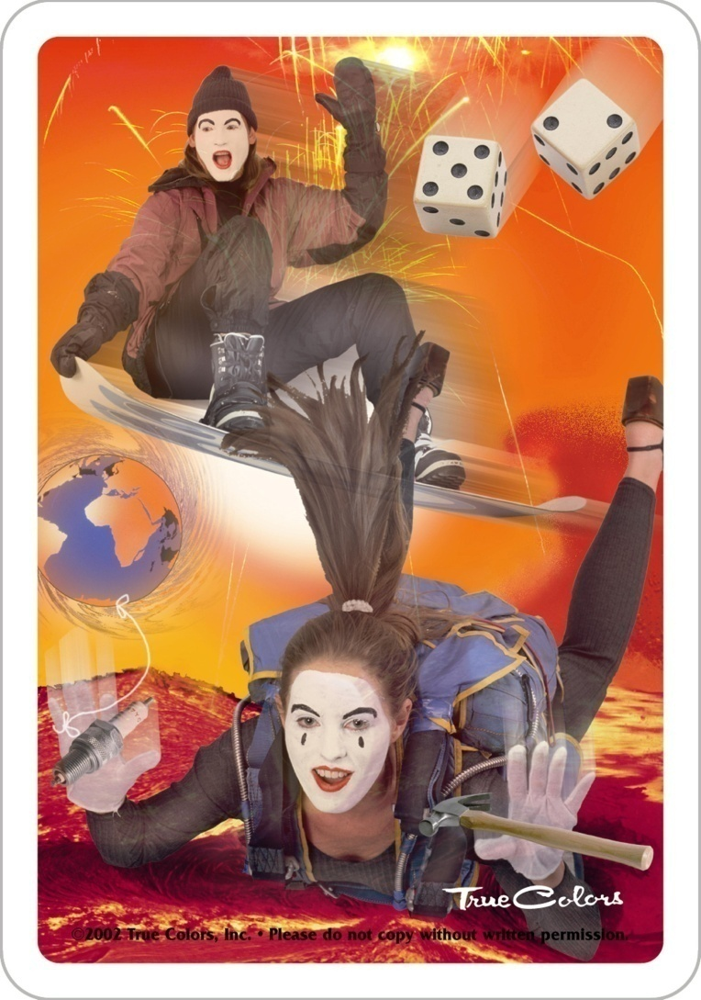 True Colors
©2002 True Colors, Inc. • Please do not copy without written permission.